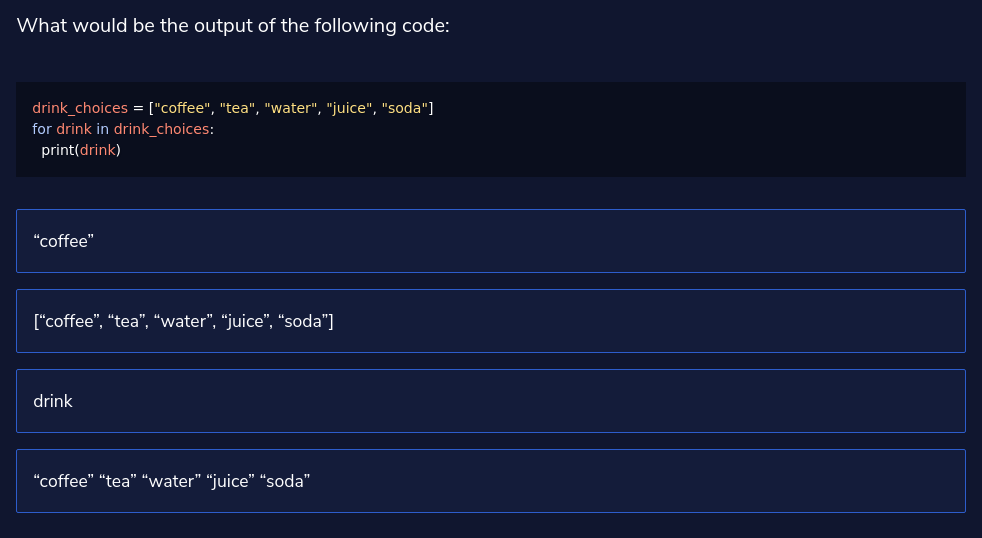 What would be the output of the following code:
drink_choices = ["coffee", "tea", "water", "juice", "soda"]
for drink in drink_choices:
  print(drink)
“coffee”
[“coffee”, “tea”, “water”, “juice”, “soda”]
drink
“coffee” “tea” “water” “juice” “soda”